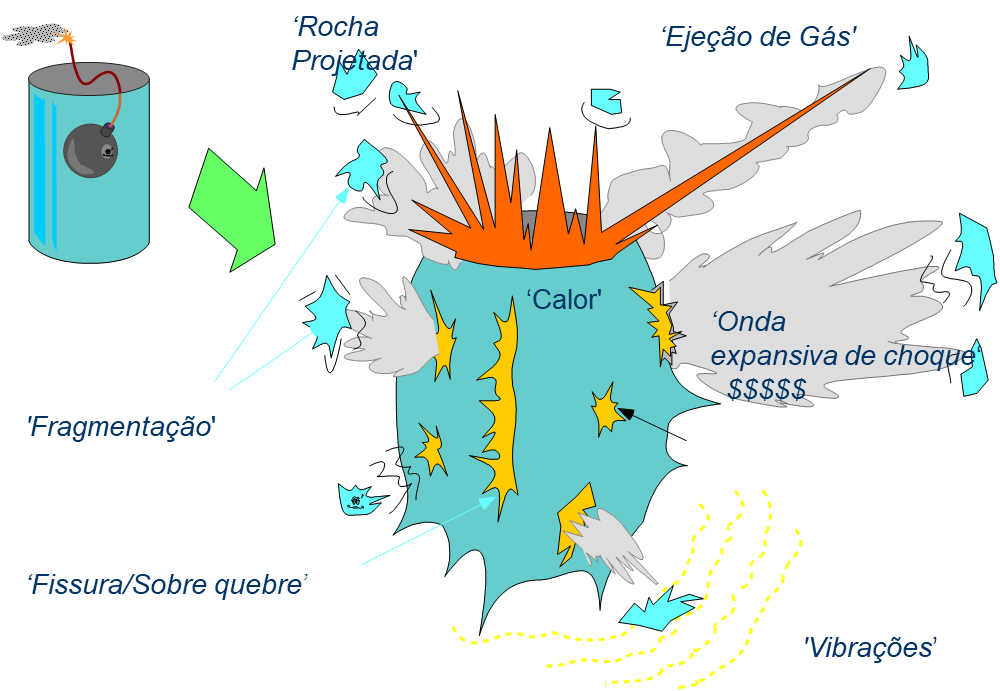 ‘Rocha
Projetada'
‘Ejeção de Gás'
‘Calor'
‘Onda
expansiva de choque‘
$$$$$
'Fragmentação'
‘Fissura/Sobre quebre’
'Vibrações’